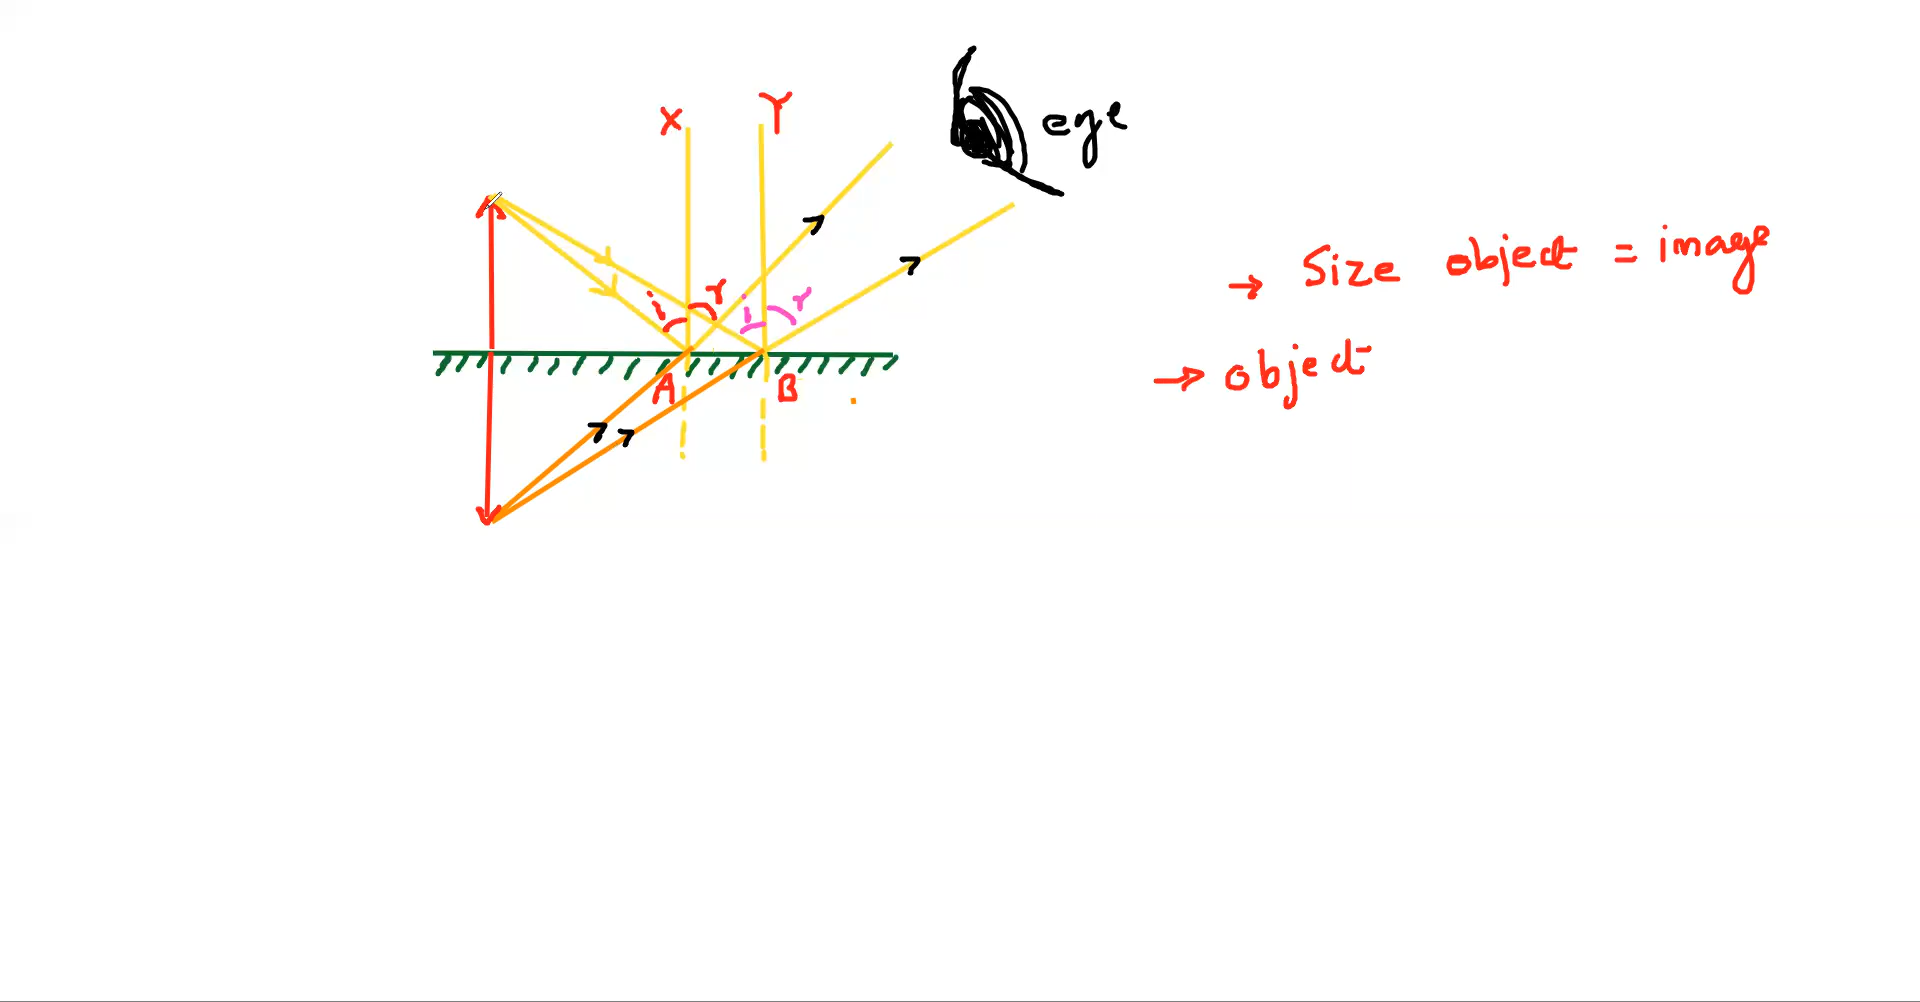 X Y
eye
i r i r
A B
→ Size object = image
→ object